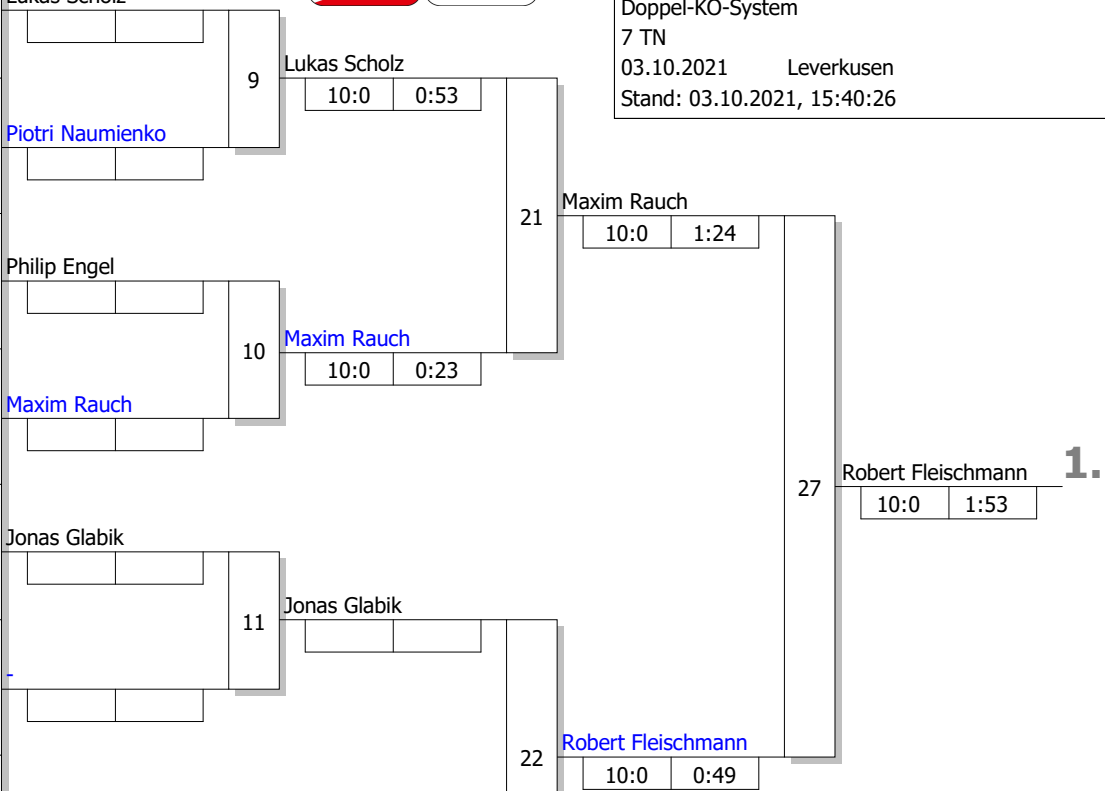 Lukas Scholz
Doppel-KO-System
7 TN
03.10.2021 Leverkusen
Stand: 03.10.2021, 15:40:26
9
Lukas Scholz
10:0 0:53
Piotri Naumienko
21
Maxim Rauch
10:0 1:24
Philip Engel
10
Maxim Rauch
10:0 0:23
Maxim Rauch
27
Robert Fleischmann 1.
10:0 1:53
Jonas Glabik
11
Jonas Glabik
-
22
Robert Fleischmann
10:0 0:49